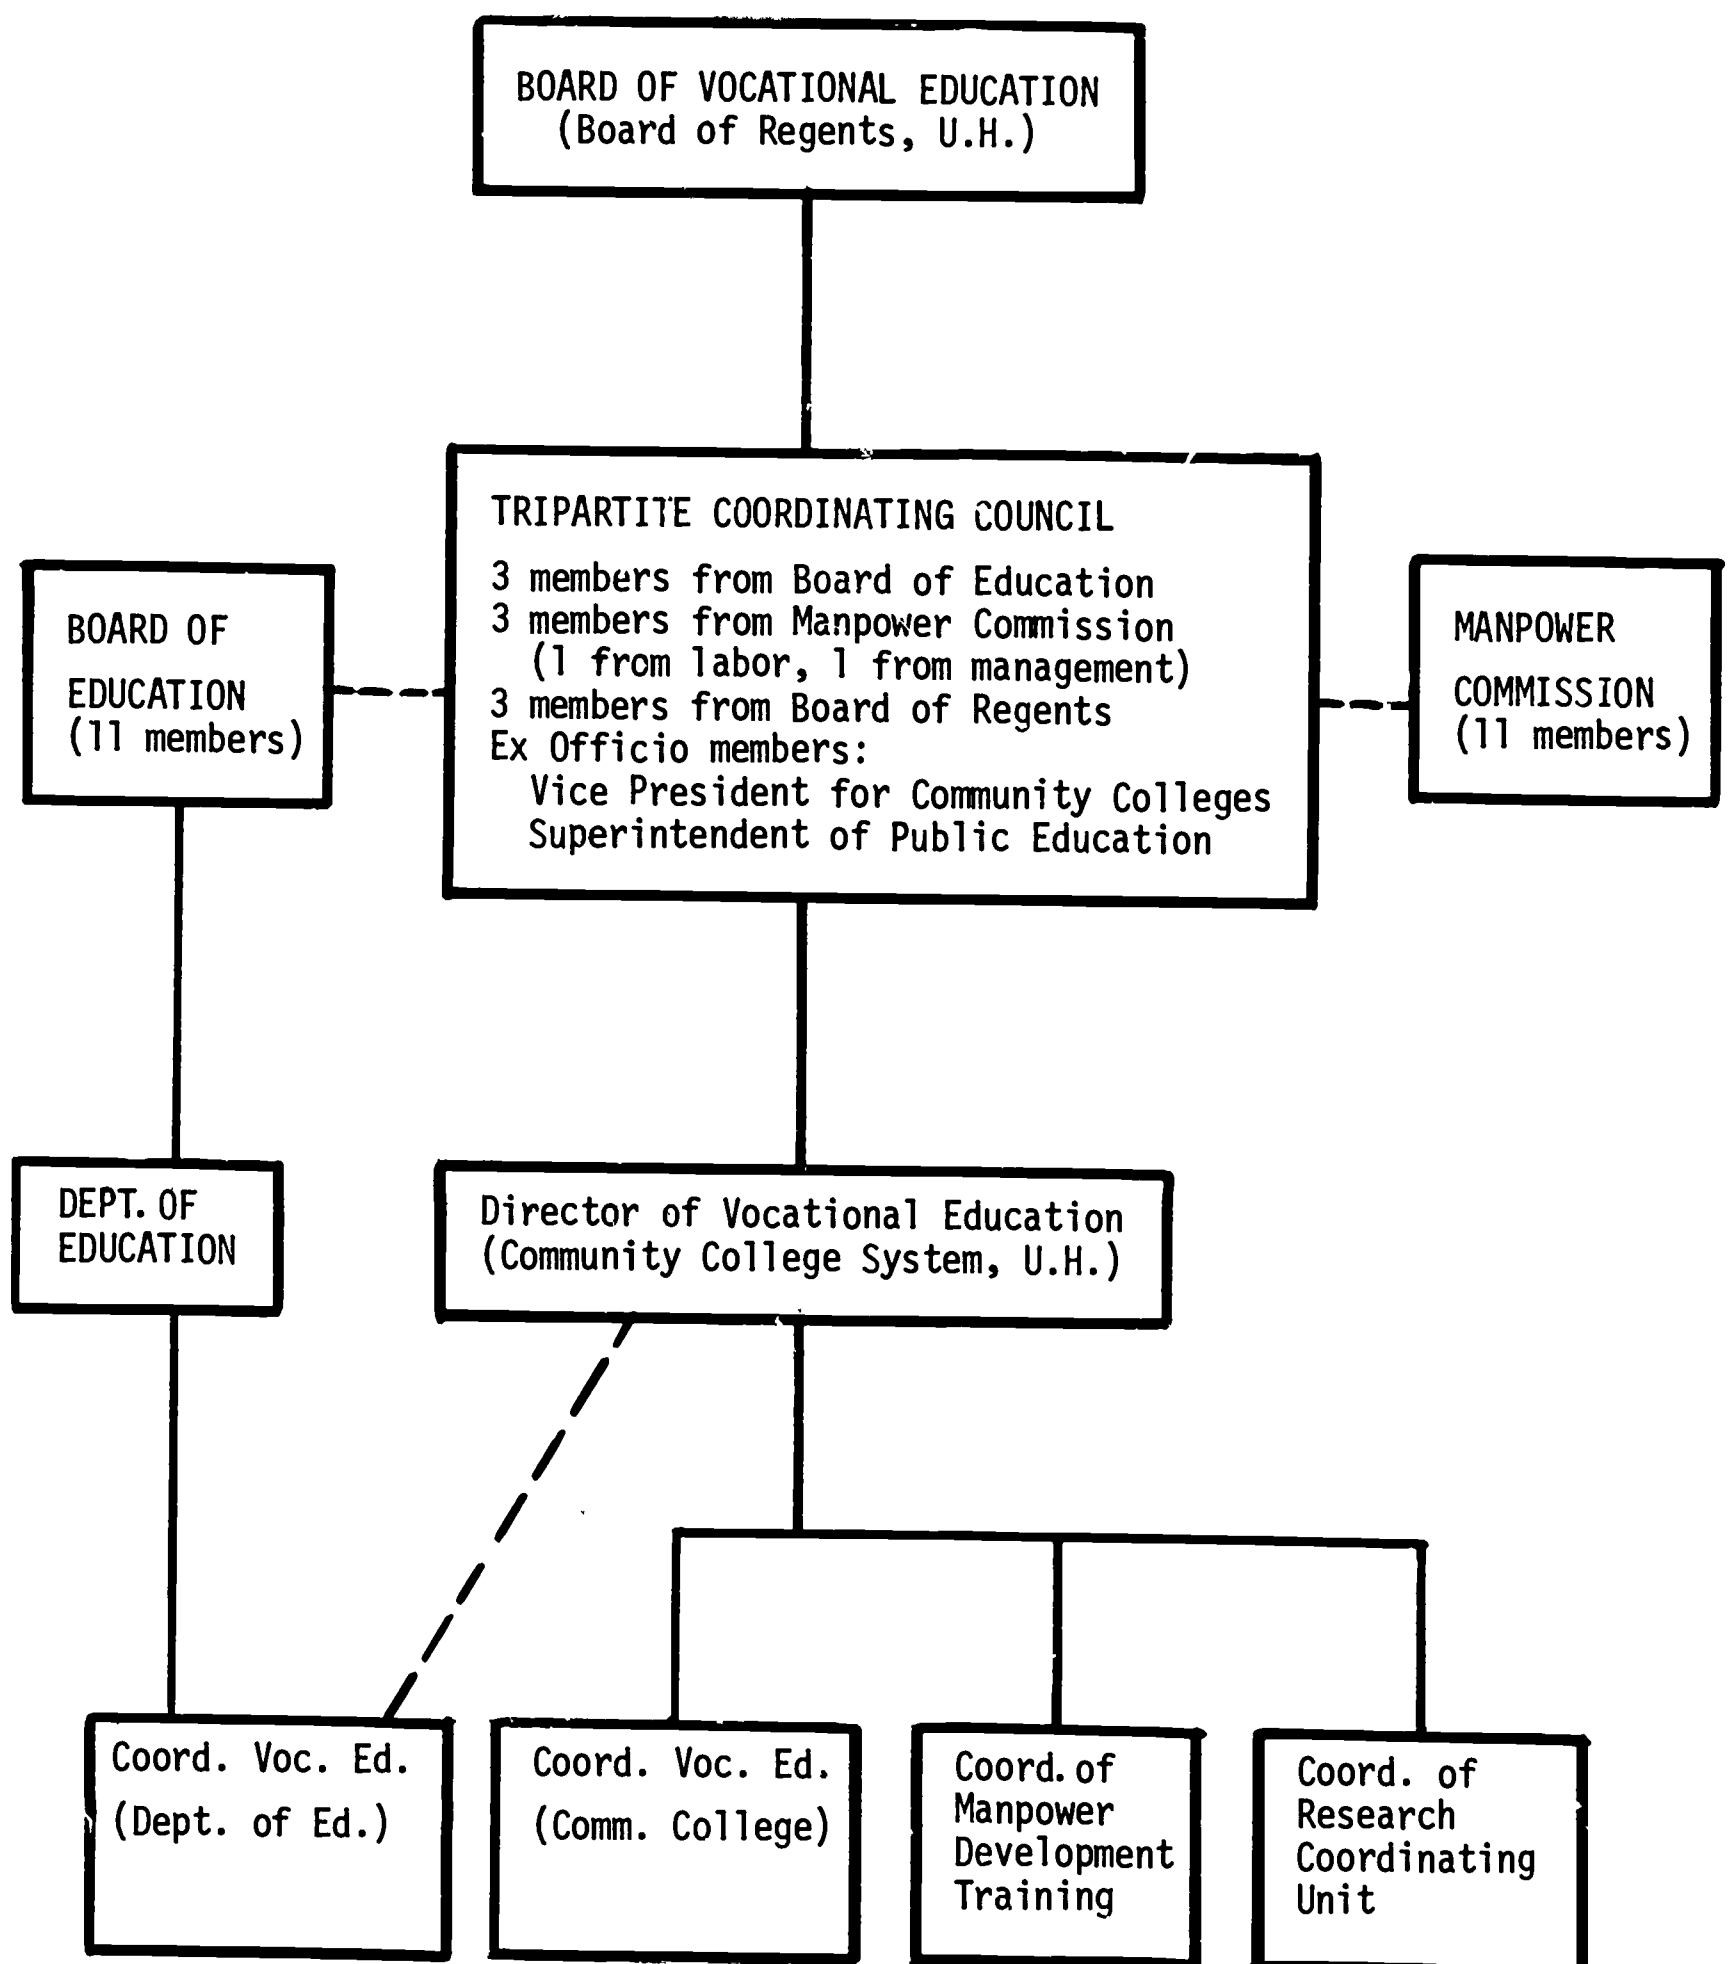 BOARD OF VOCATIONAL EDUCATION
(Board of Regents, U.H.)
TRIPARTITE COORDINATING COUNCIL
3 members from Board of Education
3 members from Manpower Commission
(1 from labor, 1 from management)
3 members from Board of Regents
Ex Officio members:
Vice President for Community Colleges
Superintendent of Public Education
BOARD OF
EDUCATION
(11 members)
MANPOWER
COMMISSION
(11 members)
DEPT. OF
EDUCATION
Director of Vocational Education
(Community College System, U.H.)
Coord. Voc. Ed.
(Dept. of Ed.)
Coord. Voc. Ed.
(Comm. College)
Coord. of
Manpower
Development
Training
Coord. of
Research
Coordinating
Unit